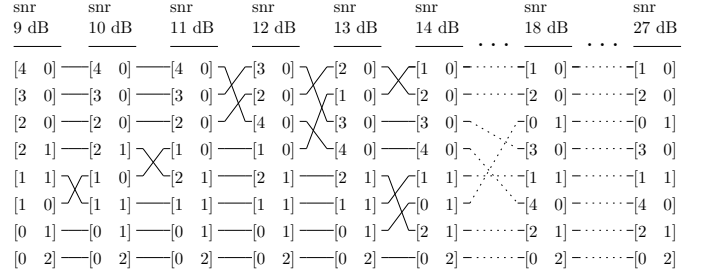 snr snr snr snr snr snr snr snr
9 dB 10 dB 11 dB 12 dB 13 dB 14 dB ... 18 dB ... 27 dB
[4 0] [4 0] [4 0] [3 0] [2 0] [1 0] [1 0] [1 0]
[3 0] [3 0] [3 0] [2 0] [1 0] [2 0] [2 0] [2 0]
[2 0] [2 0] [2 0] [4 0] [3 0] [3 0] [0 1] [0 1]
[2 1] [2 1] [1 0] [1 0] [4 0] [4 0] [3 0] [3 0]
[1 1] [1 0] [2 1] [2 1] [2 1] [1 1] [1 1] [1 1]
[1 0] [1 1] [1 1] [1 1] [1 1] [0 1] [4 0] [4 0]
[0 1] [0 1] [0 1] [0 1] [0 1] [2 1] [2 1] [2 1]
[0 2] [0 2] [0 2] [0 2] [0 2] [0 2] [0 2] [0 2]